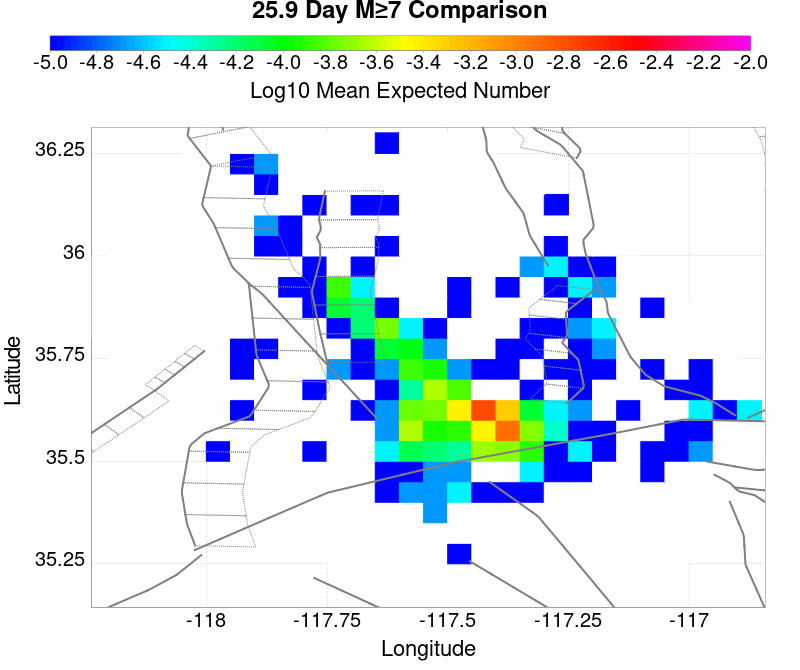 25.9 Day M≥7 Comparison
-5.0 -4.8 -4.6 -4.4 -4.2 -4.0 -3.8 -3.6 -3.4 -3.2 -3.0 -2.8 -2.6 -2.4 -2.2 -2.0
Log10 Mean Expected Number
36.25
36
35.75
35.5
35.25
Latitude
-118 -117.75 -117.5 -117.25 -117
Longitude